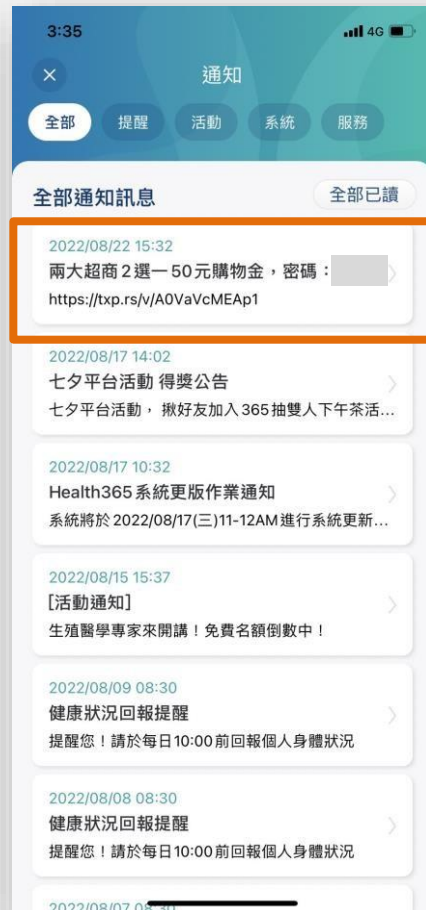 3:35
4G
通知
全部 提醒 活動 系統 服務
全部通知訊息 全部已讀
2022/08/22 15:32
兩大超商2選一50元購物金，密碼：
https://txp.rs/v/A0VaVcMEAp1
2022/08/17 14:02
七夕平台活動 得獎公告
七夕平台活動， 揪好友加入365抽雙人下午茶活...
2022/08/17 10:32
Health365系統更版作業通知
系統將於2022/08/17(三)11-12AM進行系統更新...
2022/08/15 15:37
[活動通知]
生殖醫學專家來開講！免費名額倒數中！
2022/08/09 08:30
健康狀況回報提醒
提醒您！請於每日10:00前回報個人身體狀況
2022/08/08 08:30
健康狀況回報提醒
提醒您！請於每日10:00前回報個人身體狀況
2022/08/07 08:30